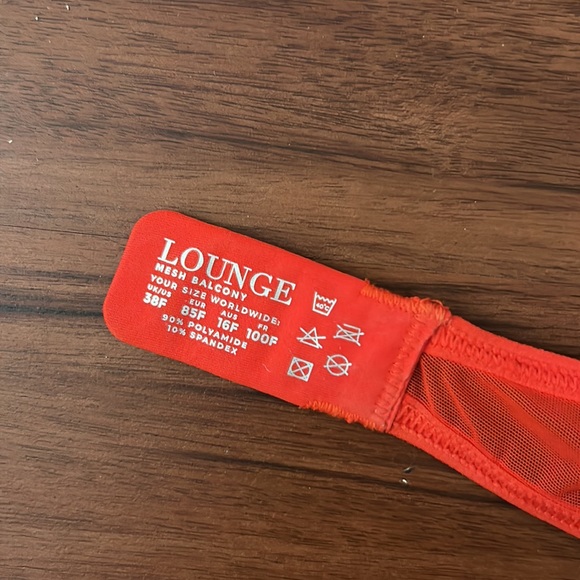 LOUNGE
MESH BALCONY
YOUR SIZE WORLDWIDE:
UK/US EUR AUS FR
38F 85F 16F 100F
90% POLYAMIDE
10% SPANDEX
40°C